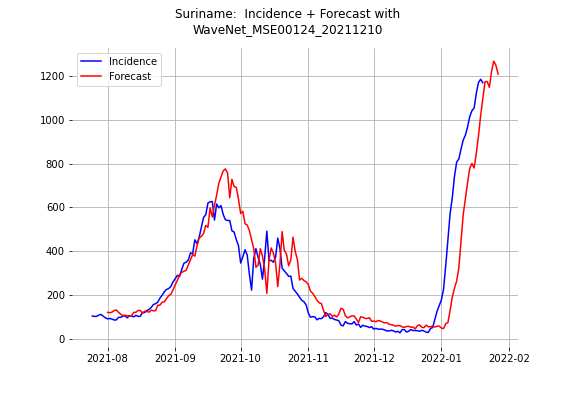 Suriname:  Incidence + Forecast with
WaveNet_MSE00124_20211210
Incidence
Forecast
1200
1000
800
600
400
200
0
2021-08 2021-09 2021-10 2021-11 2021-12 2022-01 2022-02